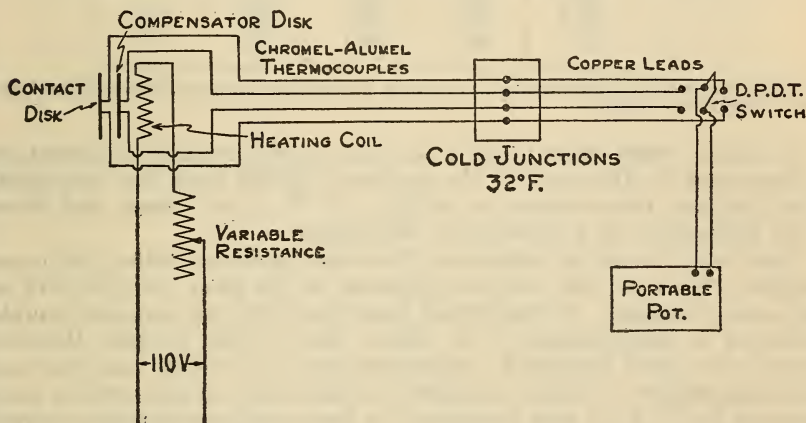 COMPENSATOR DISK
CHROMEL-ALUMEL
THERMOCOUPLES
COPPER LEADS
CONTACT
DISK
D.P.D.T.
SWITCH
HEATING COIL
COLD JUNCTIONS
32°F.
VARIABLE
RESISTANCE
PORTABLE
POT.
110V